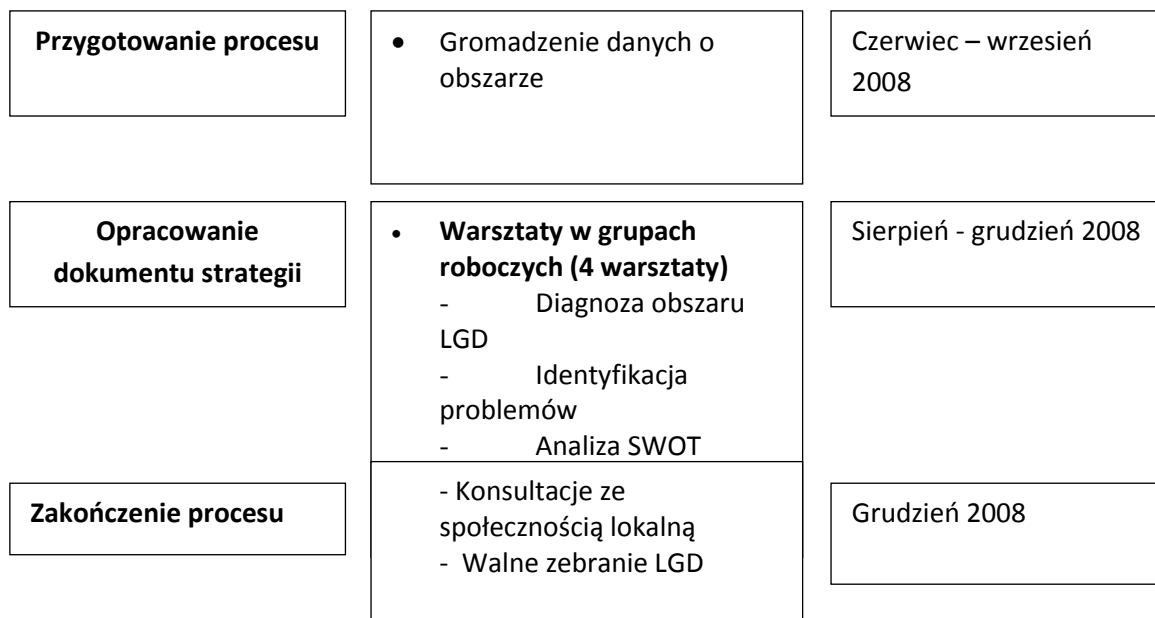 Przygotowanie procesu
• Gromadzenie danych o
obszarze
Czerwiec – wrzesień
2008
Opracowanie
dokumentu strategii
• Warsztaty w grupach
roboczych (4 warsztaty)
- Diagnoza obszaru
LGD
- Identyfikacja
problemów
- Analiza SWOT
Sierpień - grudzień 2008
Zakończenie procesu
- Konsultacje ze
społecznością lokalną
- Walne zebranie LGD
Grudzień 2008